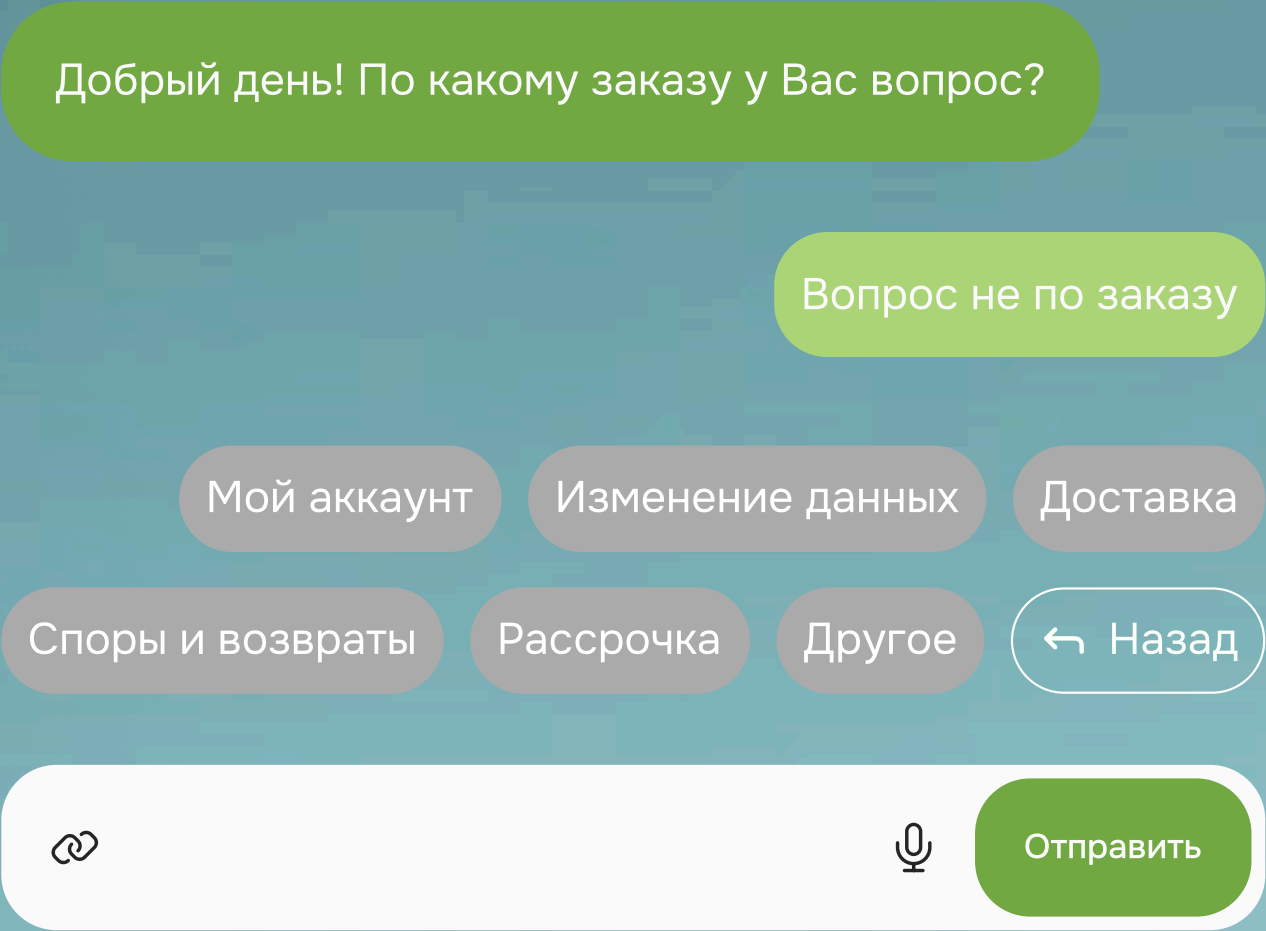 Добрый день! По какому заказу у Вас вопрос?
Вопрос не по заказу
Мой аккаунт Изменение данных Доставка
Споры и возвраты Рассрочка Другое Назад
Отправить